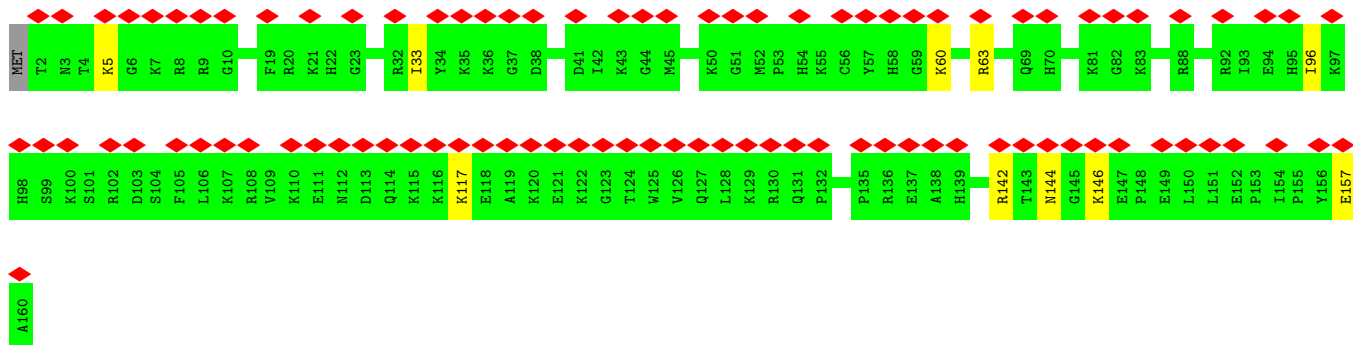 MET T2 N3 T4 K5 G6 K7 R8 R9 G10 F19 R20 K21 H22 G23 R32 I33 Y34 K35 K36 G37 D38 D41 I42 K43 G44 M45 K50 G51 M52 P53 H54 K55 C56 Y57 H58 G59 K60 R63 Q69 H70 K81 G82 K83 R88 R92 I93 E94 H95 I96 K97
H98 S99 K100 S101 R102 D103 S104 F105 L106 K107 R108 V109 K110 E111 N112 D113 Q114 K115 K116 K117 E118 A119 K120 E121 K122 G123 T124 W125 V126 Q127 L128 K129 R130 Q131 P132 P135 R136 E137 A138 H139 R142 T143 N144 G145 K146 E147 P148 E149 L150 L151 E152 P153 I154 P155 Y156 E157
A160